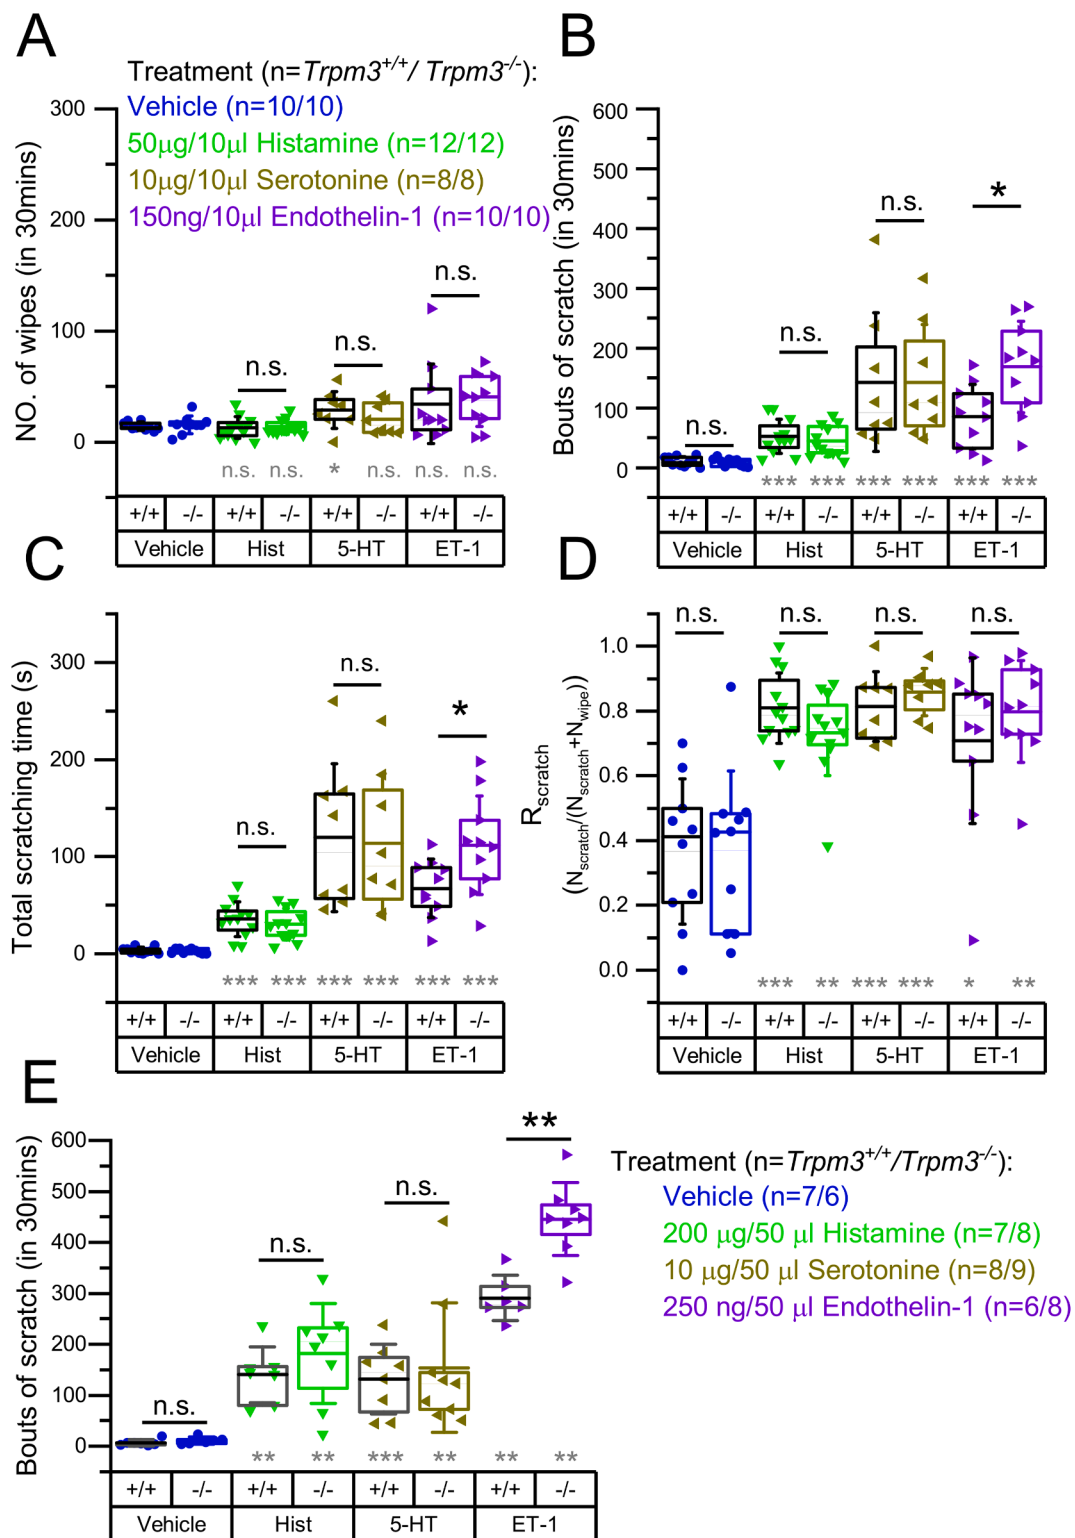 A
Treatment (n=Trpm3+/+/ Trpm3-/-):
Vehicle (n=10/10)
50µg/10µl Histamine (n=12/12)
10µg/10µl Serotonine (n=8/8)
150ng/10µl Endothelin-1 (n=10/10)
NO. of wipes (in 30mins)
300
200
100
0
n.s.
n.s.
n.s.
n.s. n.s. * n.s. n.s. n.s.
+/+ -/- +/+ -/- +/+ -/- +/+ -/-
Vehicle Hist 5-HT ET-1
B
Bouts of scratch (in 30mins)
600
500
400
300
200
100
0
n.s.
n.s.
n.s.
*
*** *** *** *** *** ***
+/+ -/- +/+ -/- +/+ -/- +/+ -/-
Vehicle Hist 5-HT ET-1
C
Total scratching time (s)
300
200
100
0
n.s.
n.s.
*
*** *** *** *** *** ***
+/+ -/- +/+ -/- +/+ -/- +/+ -/-
Vehicle Hist 5-HT ET-1
D
Rscratch
(Nscratch/(Nscratch+Nwipe))
1.0
0.8
0.6
0.4
0.2
0.0
n.s. n.s. n.s. n.s.
*** ** *** *** * **
+/+ -/- +/+ -/- +/+ -/- +/+ -/-
Vehicle Hist 5-HT ET-1
E
Bouts of scratch (in 30mins)
600
500
400
300
200
100
0
n.s.
n.s.
n.s.
**
** ** *** ** ** **
+/+ -/- +/+ -/- +/+ -/- +/+ -/-
Vehicle Hist 5-HT ET-1
Treatment (n=Trpm3+/+/Trpm3-/-):
Vehicle (n=7/6)
200 µg/50 µl Histamine (n=7/8)
10 µg/50 µl Serotonine (n=8/9)
250 ng/50 µl Endothelin-1 (n=6/8)